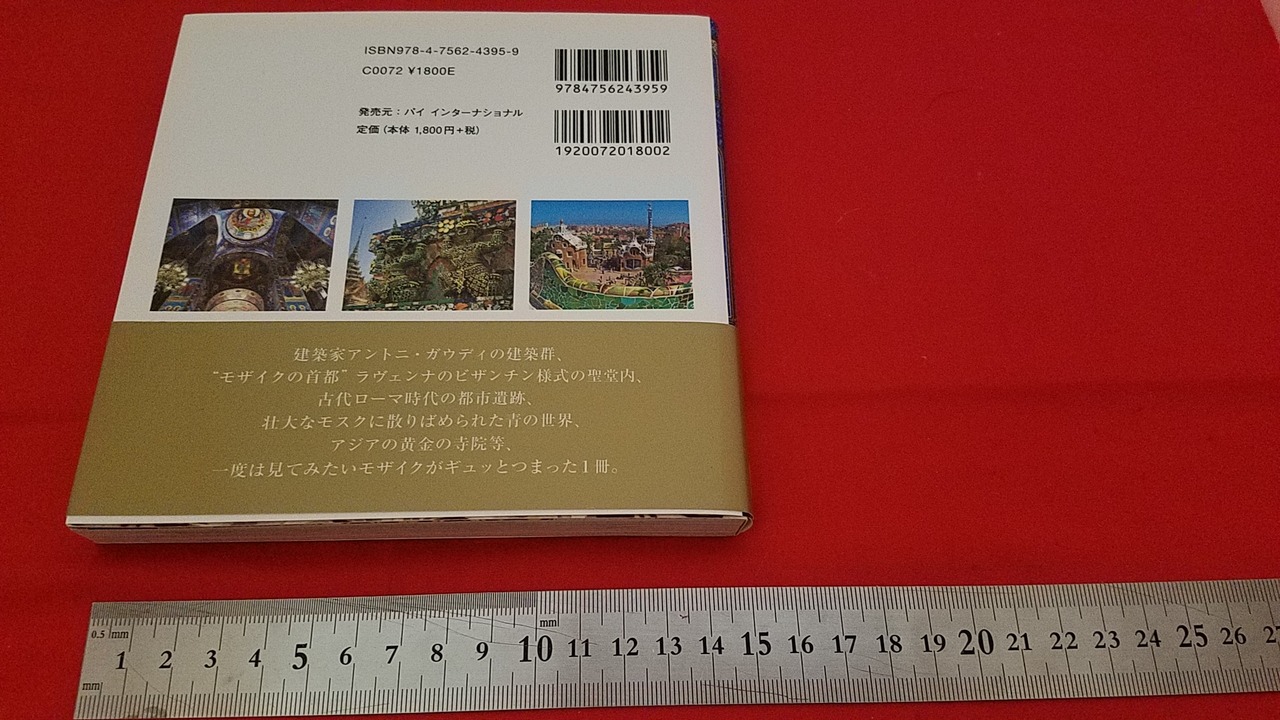 ISBN978-4-7562-4395-9
C0072 ¥1800E
9784756243959
発売元：パイ インターナショナル
定価（本体 1,800円＋税）
1920072018002
建築家アントニ・ガウディの建築群、
“モザイクの首都”ラヴェンナのビザンチン様式の聖堂内、
古代ローマ時代の都市遺跡、
壮大なモスクに散りばめられた青の世界、
アジアの黄金の寺院等、
一度は見てみたいモザイクがギュッとつまった1冊。
mm
0.5 mm
1 2 3 4 5 6 7 8 9 10 11 12 13 14 15 16 17 18 19 20 21 22 23 24 25 26 27
mm